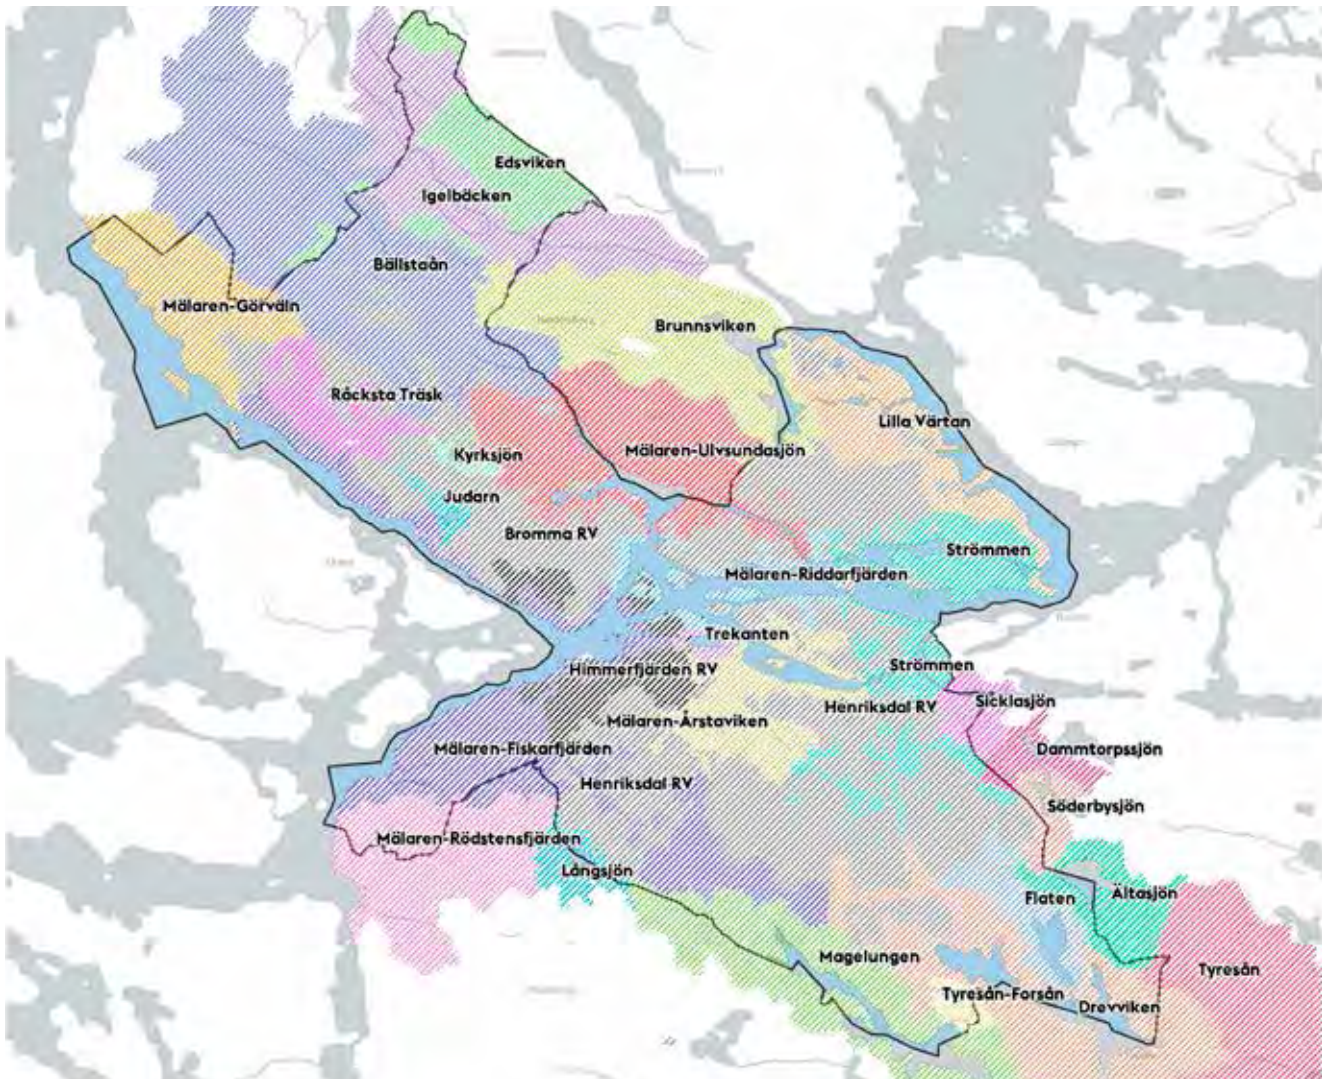 Edsviken
Igelbäcken
Bällstaån
Mälaren-Görväln
Brunnsviken
Råcksta Träsk
Lilla Värtan
Kyrksjön
Mälaren-Ulvsundasjön
Judarn
Bromma RV
Strömmen
Mälaren-Riddarfjärden
Trekanten
Himmerfjärden RV
Strömmen
Sicklasjön
Henriksdal RV
Mälaren-Årstaviken
Mälaren-Fiskarfjärden
Dammtorpssjön
Henriksdal RV
Söderbysjön
Mälaren-Rödstensfjärden
Långsjön
Flaten
Ältasjön
Magelungen
Tyresån
Tyresån-Forsån
Drevviken